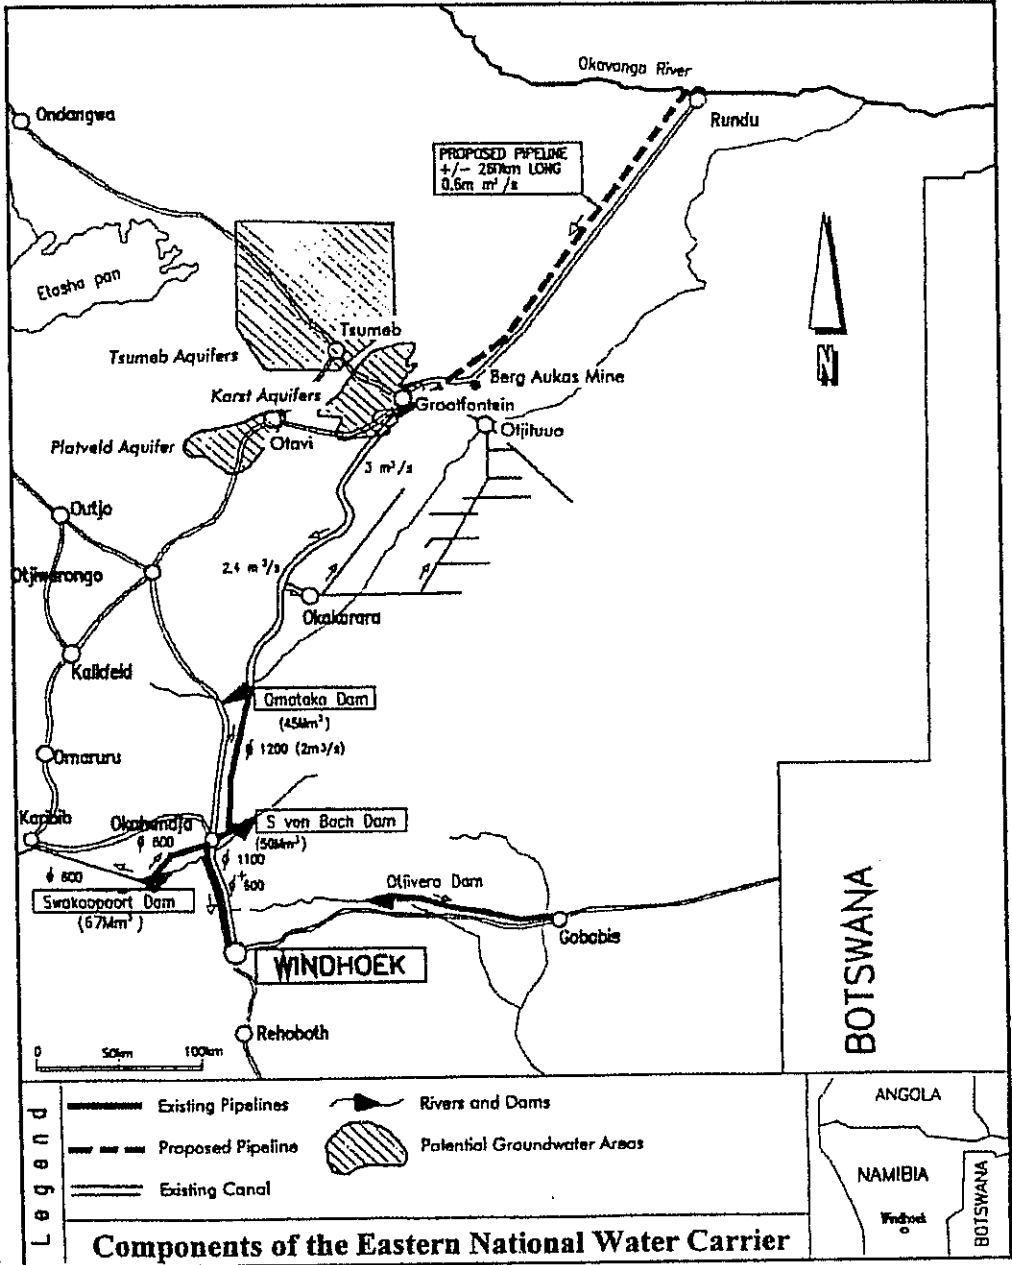 Okavanga River
Ondangwa
Rundu
PROPOSED PIPELINE
+/- 260km LONG
0.6m m³/s
Etosha pan
Tsumeb
Tsumeb Aquifers
Berg Aukas Mine
Karst Aquifers
Grootfontein
Otjituuo
Platveld Aquifer
Otavi
3 m³/s
Outjo
2.4 m³/s
Otjiwarongo
Okakarara
Kalkfeld
Omatako Dam
(45Mm³)
ϕ 1200 (2m3/s)
Omaruru
Karibib
Okahandja
S von Bach Dam
(50Mm³)
ϕ 600
ϕ 1100
+
ϕ 600
Swakoppoort Dam
(67Mm³)
Otjivero Dam
Gobabis
WINDHOEK
BOTSWANA
Rehoboth
0 50km 100km
N
Legend
Existing Pipelines
Rivers and Dams
Proposed Pipeline
Potential Groundwater Areas
Existing Canal
ANGOLA
NAMIBIA
Windhoek
BOTSWANA
Components of the Eastern National Water Carrier